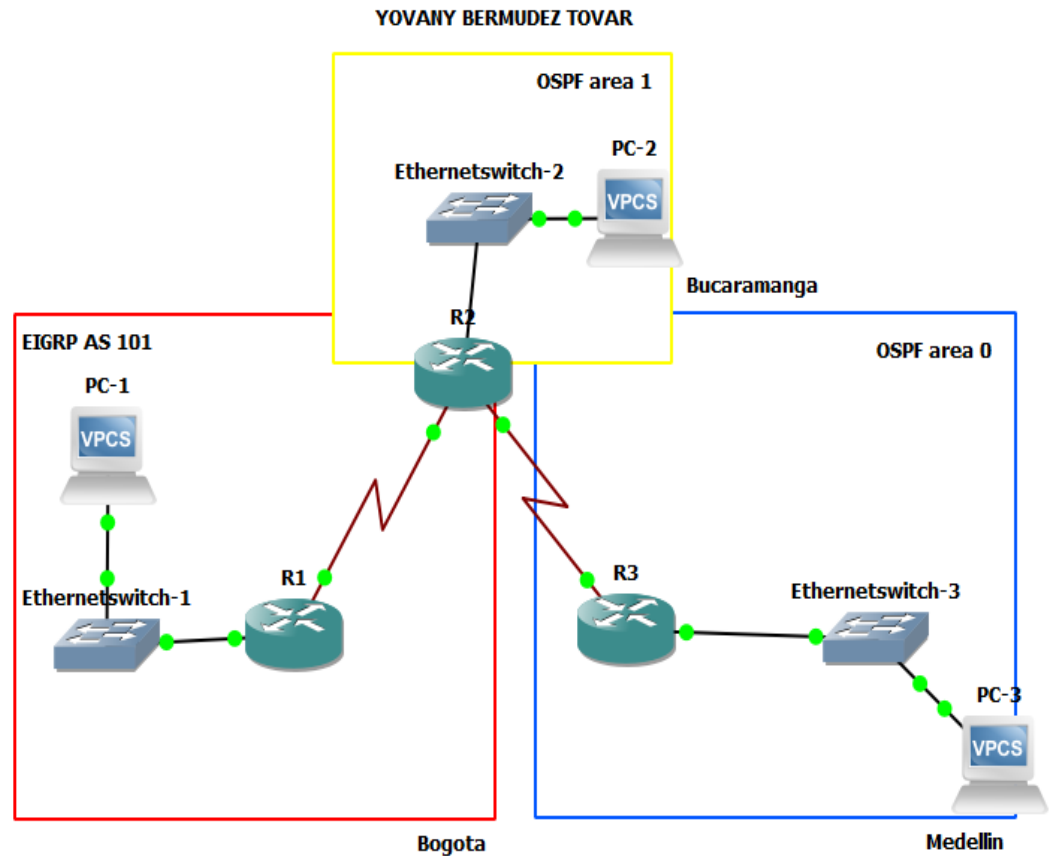 YOVANY BERMUDEZ TOVAR
OSPF area 1
PC-2
Ethernetswitch-2
VPCS
Bucaramanga
R2
EIGRP AS 101
OSPF area 0
PC-1
VPCS
R1
R3
Ethernetswitch-1
Ethernetswitch-3
PC-3
VPCS
Bogota
Medellin